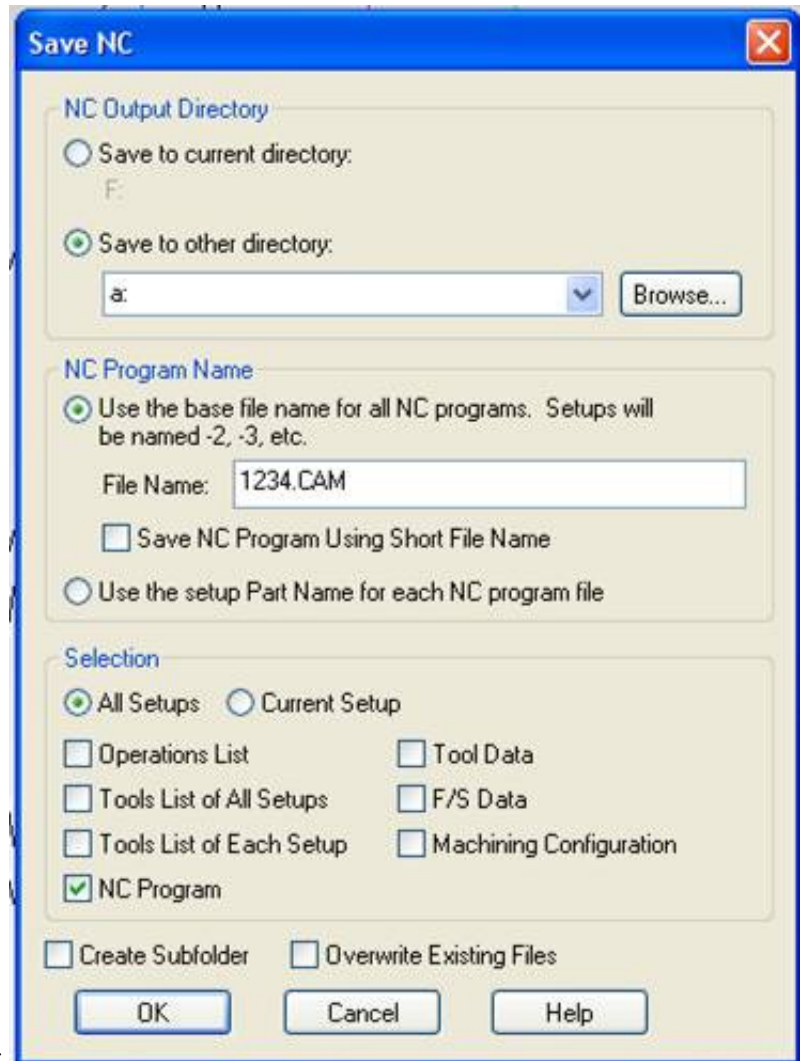 Save NC
NC Output Directory
Save to current directory:
F:
Save to other directory:
a:
Browse...
NC Program Name
Use the base file name for all NC programs. Setups will
be named -2, -3, etc.
File Name:
1234.CAM
Save NC Program Using Short File Name
Use the setup Part Name for each NC program file
Selection
All Setups
Current Setup
Operations List
Tool Data
Tools List of All Setups
F/S Data
Tools List of Each Setup
Machining Configuration
NC Program
Create Subfolder
Overwrite Existing Files
OK
Cancel
Help